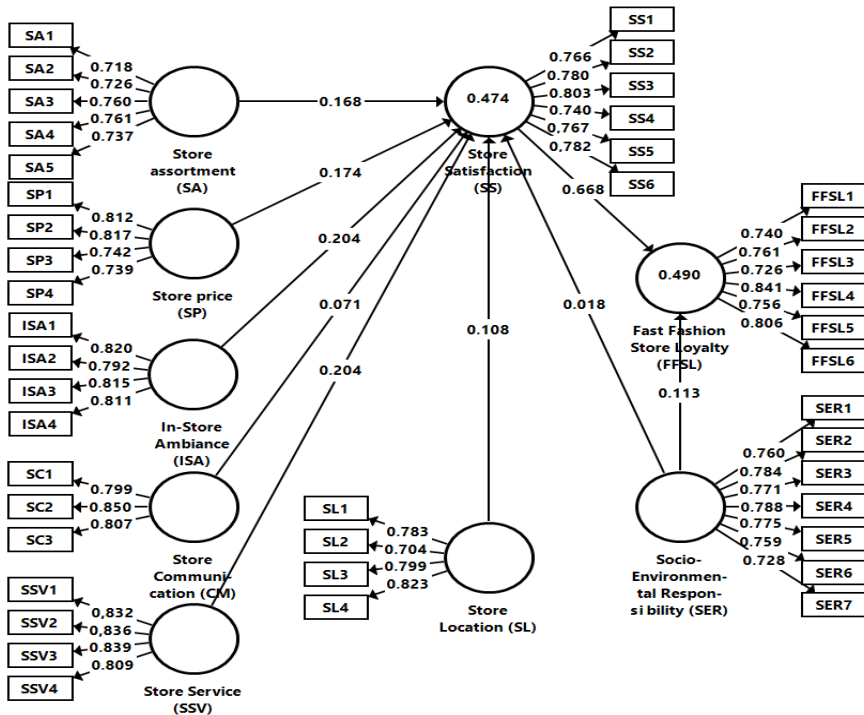 SA1
SA2
SA3
SA4
SA5
0.718
0.726
0.760
0.761
0.737
Store
assortment
(SA)
0.168
SP1
SP2
SP3
SP4
0.812
0.817
0.742
0.739
Store price
(SP)
0.174
ISA1
ISA2
ISA3
ISA4
0.820
0.792
0.815
0.811
In-Store
Ambiance
(ISA)
0.204
SC1
SC2
SC3
0.799
0.850
0.807
Store
Communi-
cation (CM)
0.071
SSV1
SSV2
SSV3
SSV4
0,832
0,836
0.839
0.809
Store Service
(SSV)
0.204
SL1
SL2
SL3
SL4
0.783
0.704
0.799
0.823
Store
Location (SL)
0.108
0.474
Store
Satisfaction
(SS)
SS1
SS2
SS3
SS4
SS5
SS6
0.766
0.780
0.803
0.740
0.767
0,782
0.668
0.018
0.490
Fast Fashion
Store Loyalty
(FFSL)
FFSL1
FFSL2
FFSL3
FFSL4
FFSL5
FFSL6
0.740
0.761
0.726
0.841
0.756
0.806
0.113
SER1
SER2
SER3
SER4
SER5
SER6
SER7
0.760
0.784
0.771
0.788
0.775
0.759
0.728
Socio-
Environmen-
tal Respon-
si bility (SER)